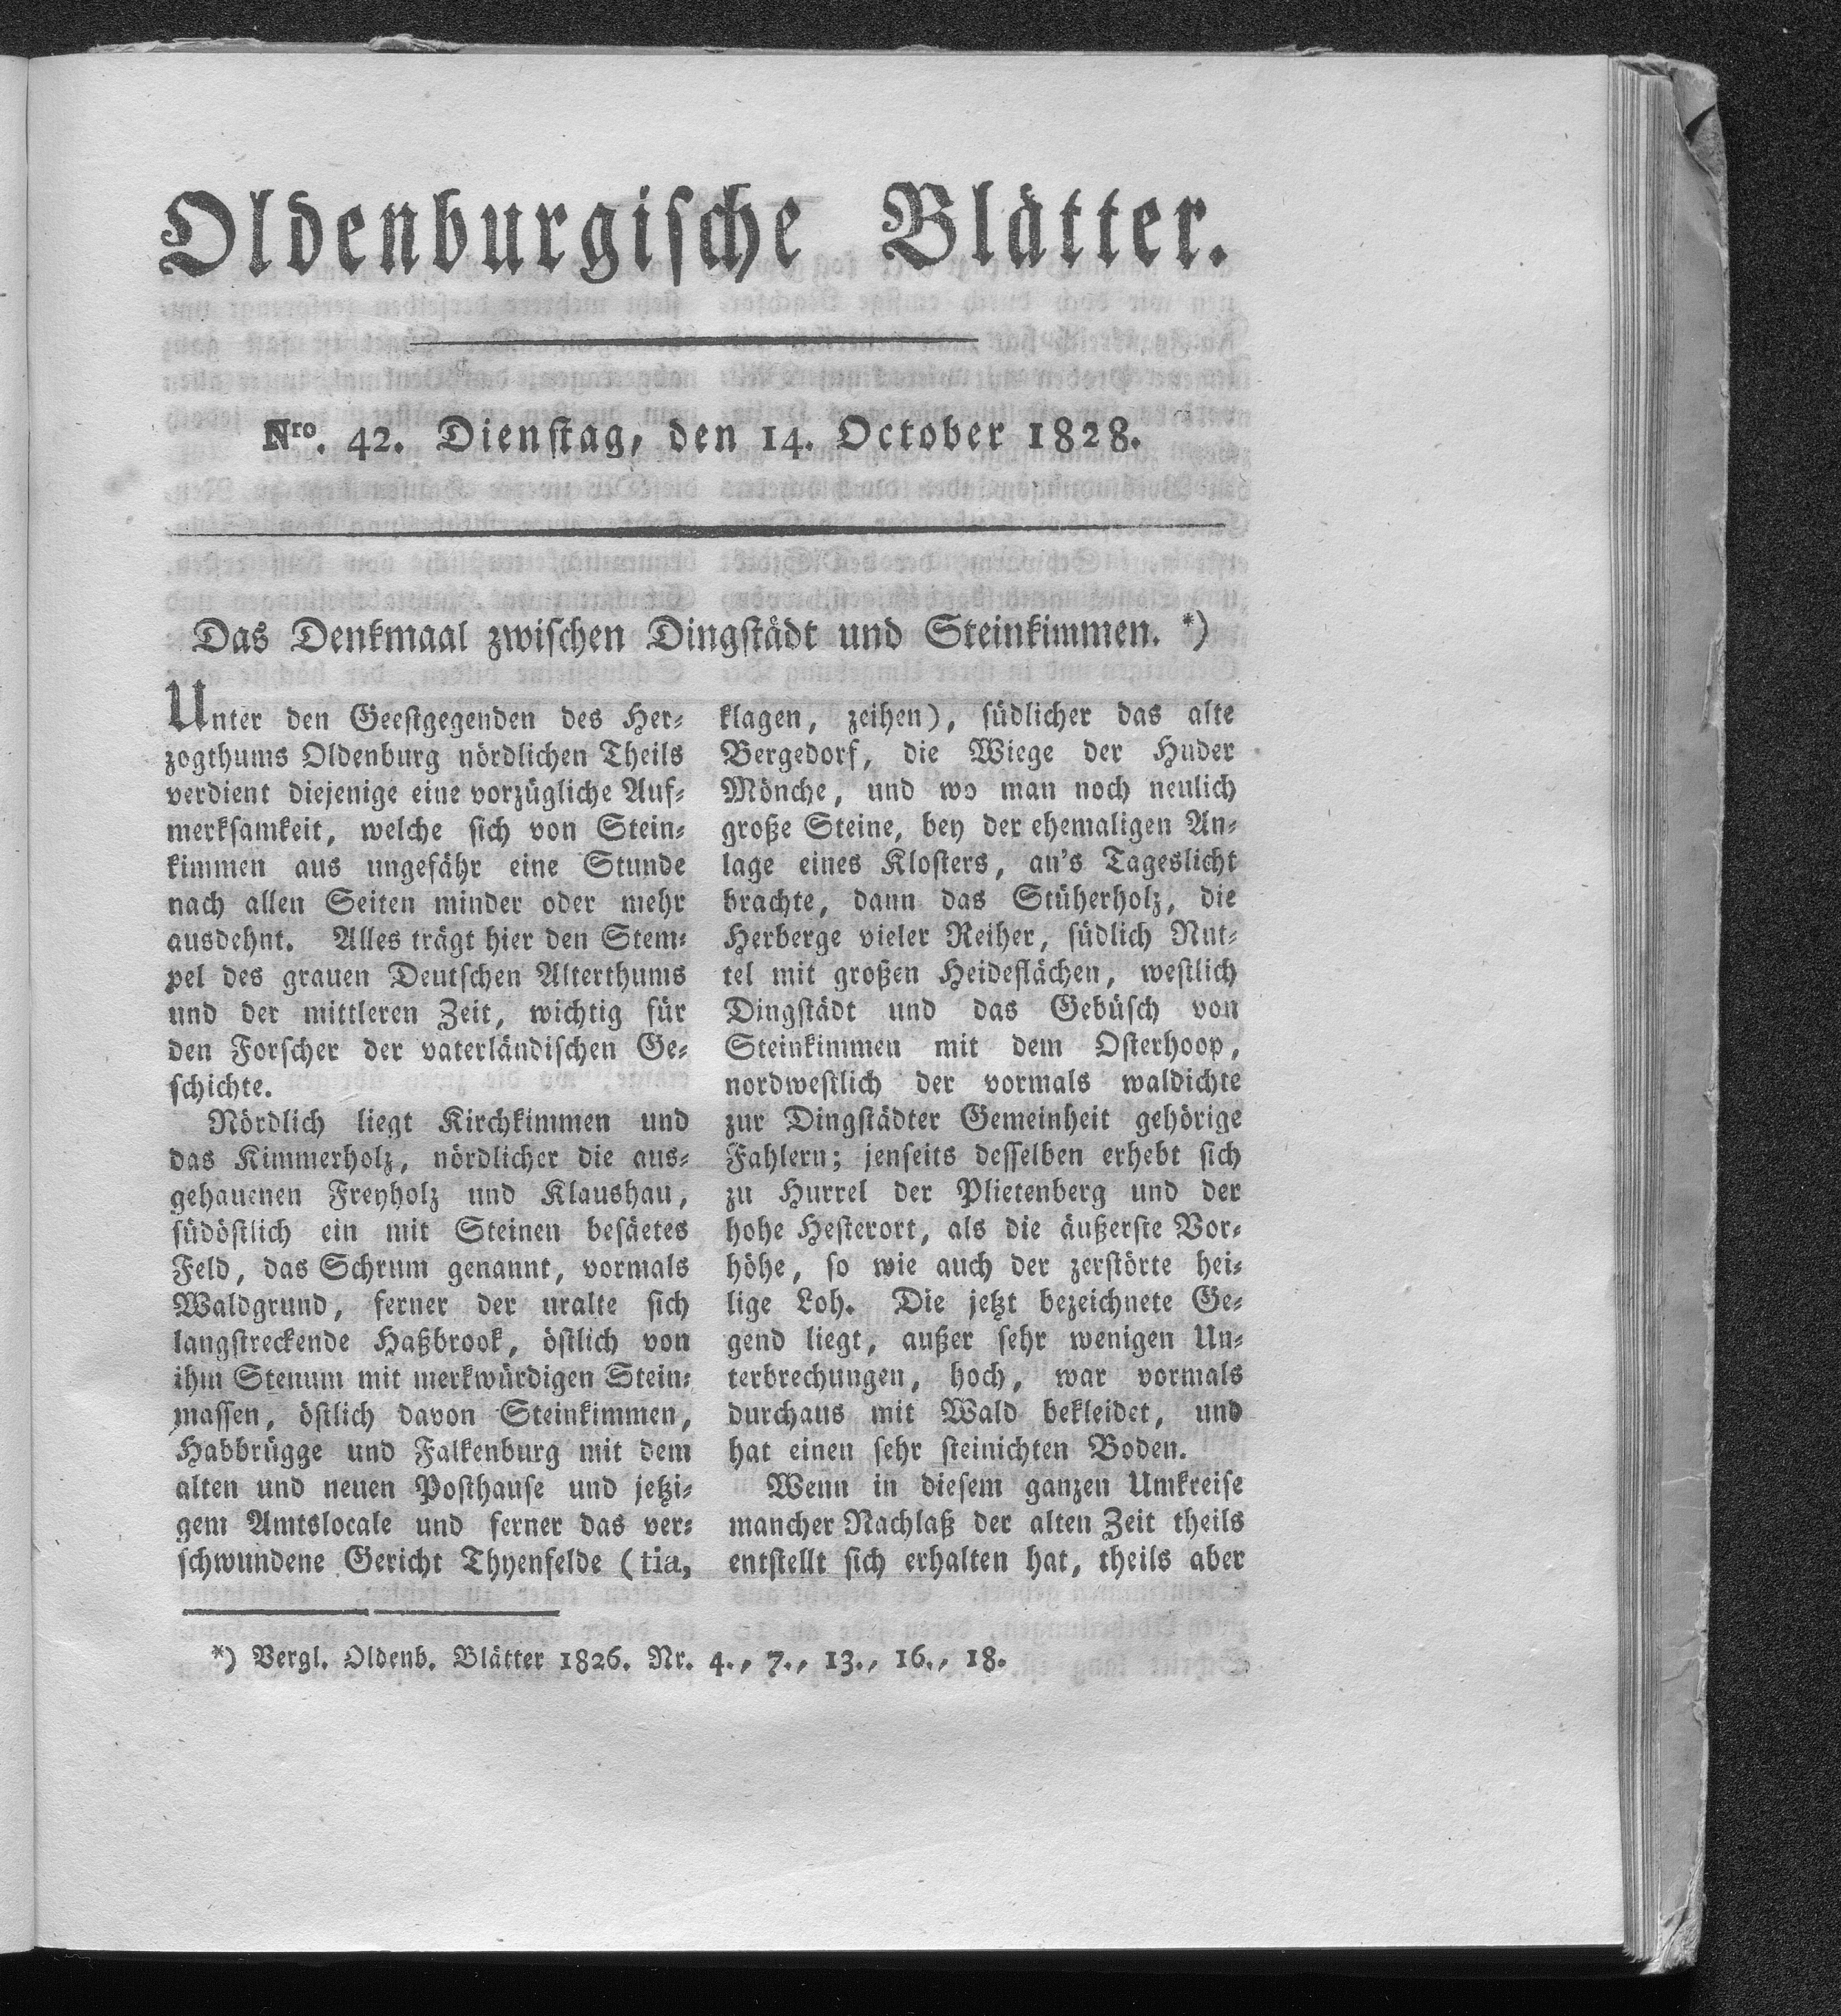 Oldenburgische Blätter.
Nro. 42. Dienstag, den 14. October 1828.
Das Denkmaal zwischen Dingstädt und Steinkimmen. *)
Unter den Geestgegenden des Her-
zogthums Oldenburg nördlichen Theils
verdient diejenige eine vorzügliche Auf-
merksamkeit, welche sich von Stein-
kimmen aus ungefähr eine Stunde
nach allen Seiten minder oder mehr
ausdehnt. Alles trägt hier den Stem-
pel des grauen Deutschen Alterthums
und der mittleren Zeit, wichtig für
den Forscher der vaterländischen Ge-
schichte.
Nördlich liegt Kirchkimmen und
das Kimmerholz, nördlicher die aus-
gehauenen Freyholz und Klaushau,
südöstlich ein mit Steinen besäetes
Feld, das Schrum genannt, vormals
Waldgrund, ferner der uralte sich
langstreckende Haßbrook, östlich von
ihm Stenum mit merkwürdigen Stein-
massen, östlich davon Steinkimmen,
Habbrügge und Falkenburg mit dem
alten und neuen Posthause und jetzi-
gem Amtslocale und ferner das ver-
schwundene Gericht Thyenfelde (tia,
klagen, zeihen), südlicher das alte
Bergedorf, die Wiege der Huder
Mönche, und wo man noch neulich
große Steine, bey der ehemaligen An-
lage eines Klosters, an's Tageslicht
brachte, dann das Stüherholz, die
Herberge vieler Reiher, südlich Nut-
tel mit großen Heideflächen, westlich
Dingstädt und das Gebüsch von
Steinkimmen mit dem Osterhoop,
nordwestlich der vormals waldichte
zur Dingstädter Gemeinheit gehörige
Fahlern; jenseits desselben erhebt sich
zu Hurrel der Plietenberg und der
hohe Hesterort, als die äußerste Vor-
höhe, so wie auch der zerstörte hei-
lige Loh. Die jetzt bezeichnete Ge-
gend liegt, außer sehr wenigen Un-
terbrechungen, hoch, war vormals
durchaus mit Wald bekleidet, und
hat einen sehr steinichten Boden.
Wenn in diesem ganzen Umkreise
mancher Nachlaß der alten Zeit theils
entstellt sich erhalten hat, theils aber
*) Vergl. Oldenb. Blätter 1826. Nr. 4., 7., 13., 16., 18.